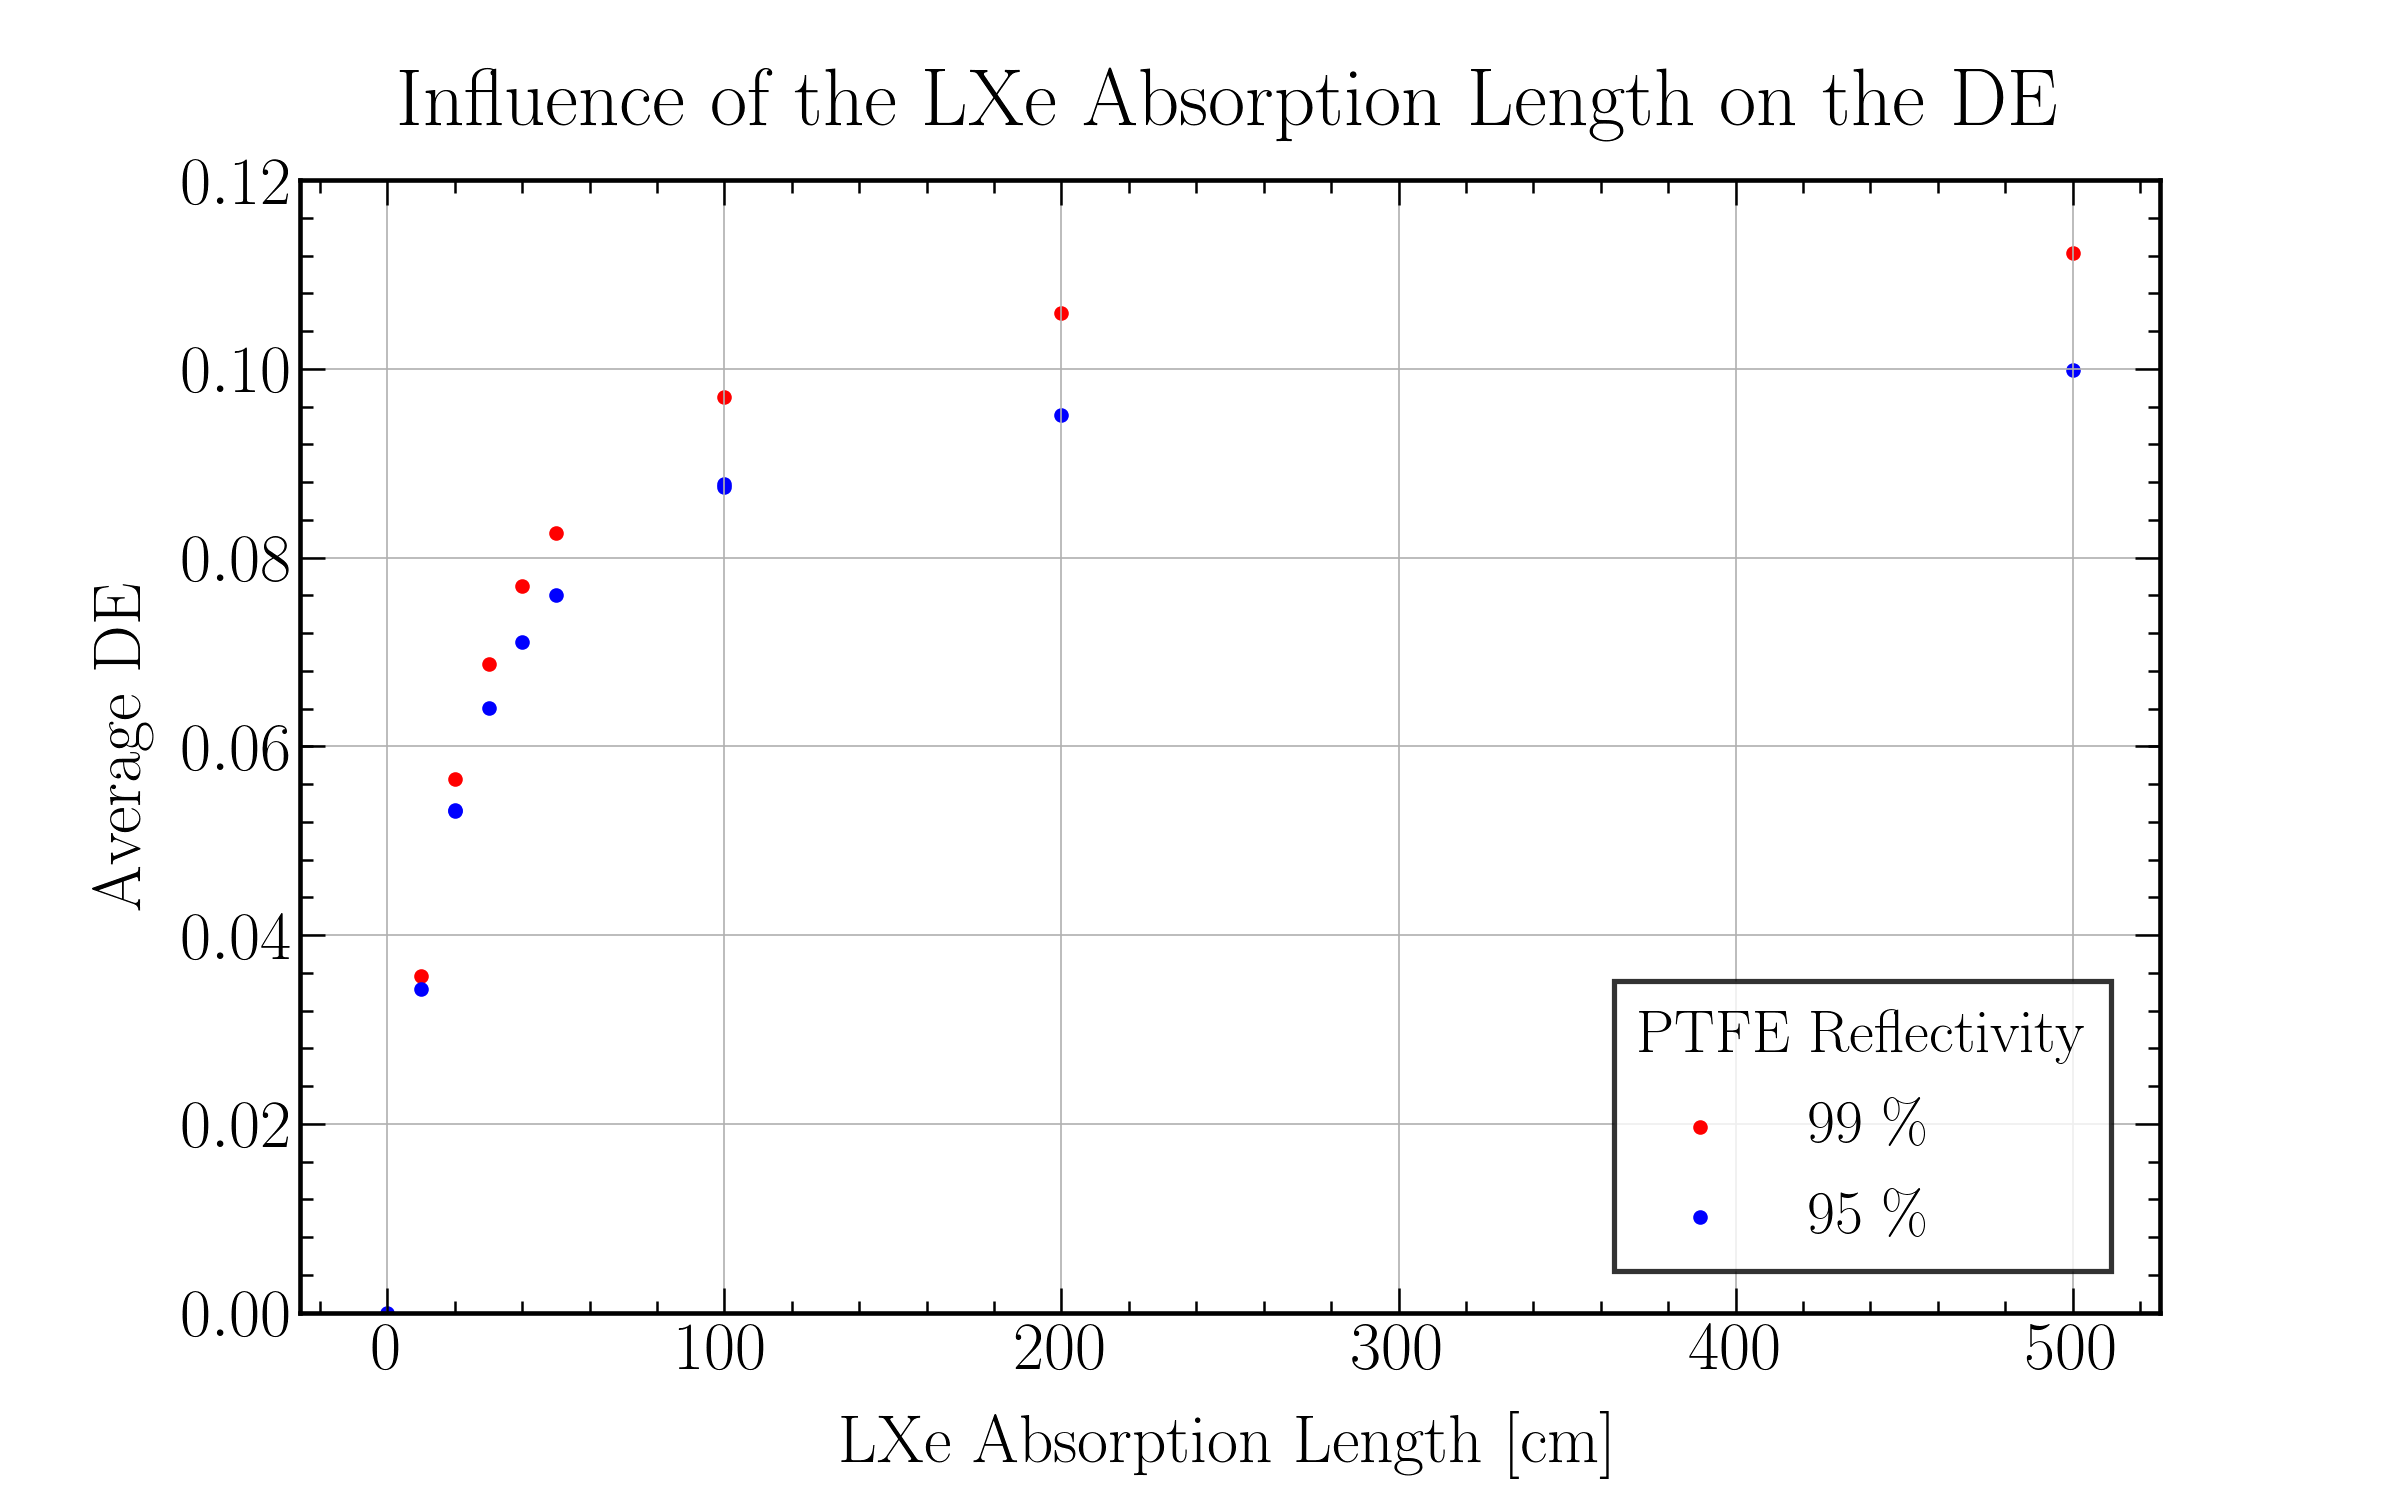 Influence of the LXe Absorption Length on the DE
0.12
0.10
0.08
0.06
0.04
0.02
0.00
Average DE
PTFE Reflectivity
99 %
95 %
0 100 200 300 400 500
LXe Absorption Length [cm]